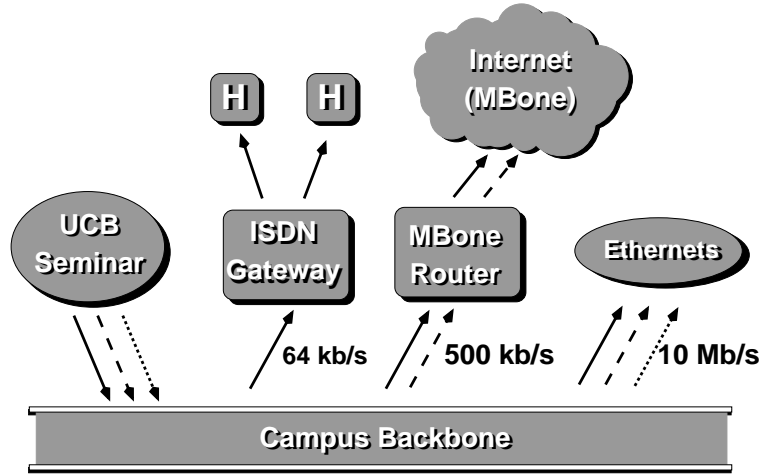 Internet
(MBone)
H
H
UCB
Seminar
ISDN
Gateway
MBone
Router
Ethernets
64 kb/s
500 kb/s
10 Mb/s
Campus Backbone